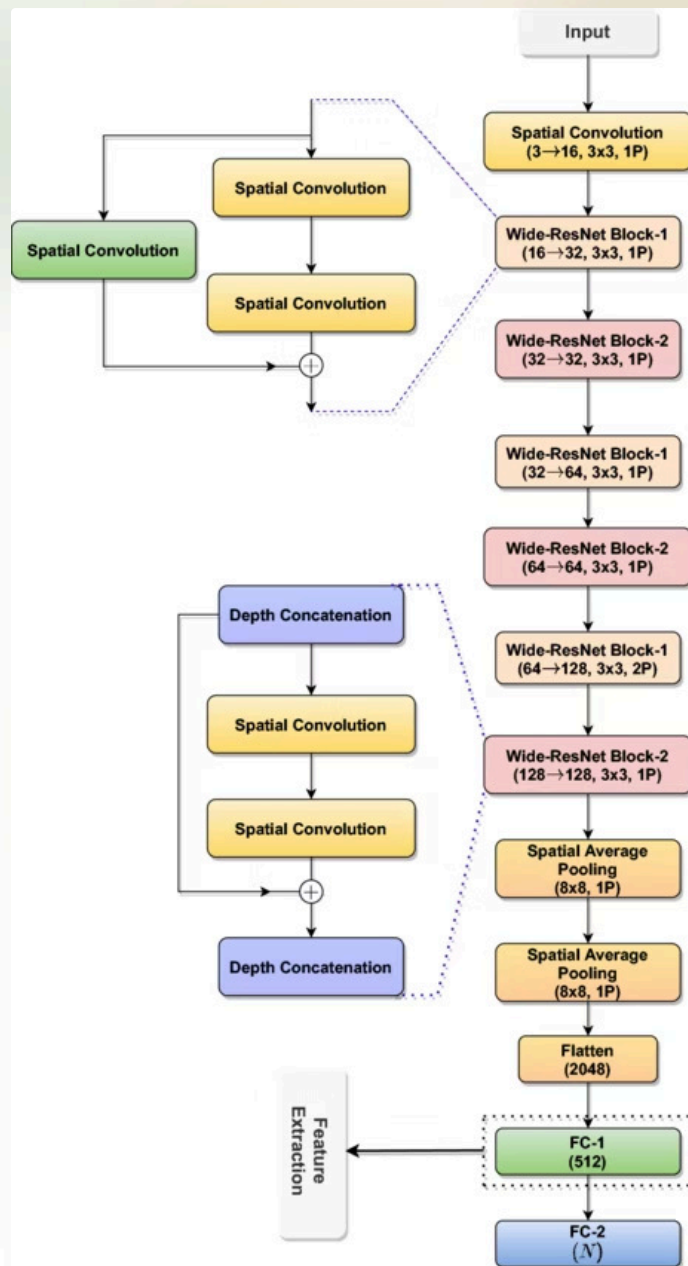 Input
Spatial Convolution
(3→16, 3x3, 1P)
Wide-ResNet Block-1
(16→32, 3x3, 1P)
Wide-ResNet Block-2
(32→32, 3x3, 1P)
Wide-ResNet Block-1
(32→64, 3x3, 1P)
Wide-ResNet Block-2
(64→64, 3x3, 1P)
Wide-ResNet Block-1
(64→128, 3x3, 2P)
Wide-ResNet Block-2
(128→128, 3x3, 1P)
Spatial Average
Pooling
(8x8, 1P)
Spatial Average
Pooling
(8x8, 1P)
Flatten
(2048)
FC-1
(512)
FC-2
(N)
Spatial Convolution
Spatial Convolution
Spatial Convolution
Depth Concatenation
Spatial Convolution
Spatial Convolution
Depth Concatenation
Feature
Extraction